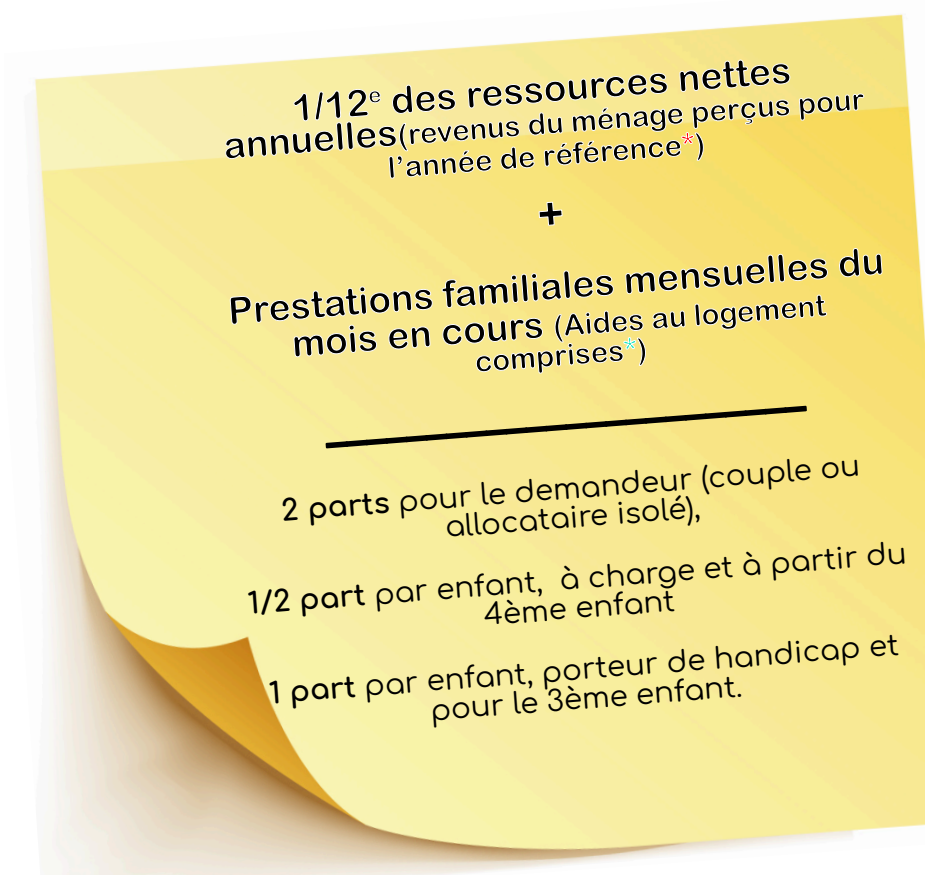 1/12e des ressources nettes
annuelles(revenus du ménage perçus pour
l’année de référence*)
+
Prestations familiales mensuelles du
mois en cours (Aides au logement
comprises*)
2 parts pour le demandeur (couple ou
allocataire isolé),
1/2 part par enfant, à charge et à partir du
4ème enfant
1 part par enfant, porteur de handicap et
pour le 3ème enfant.